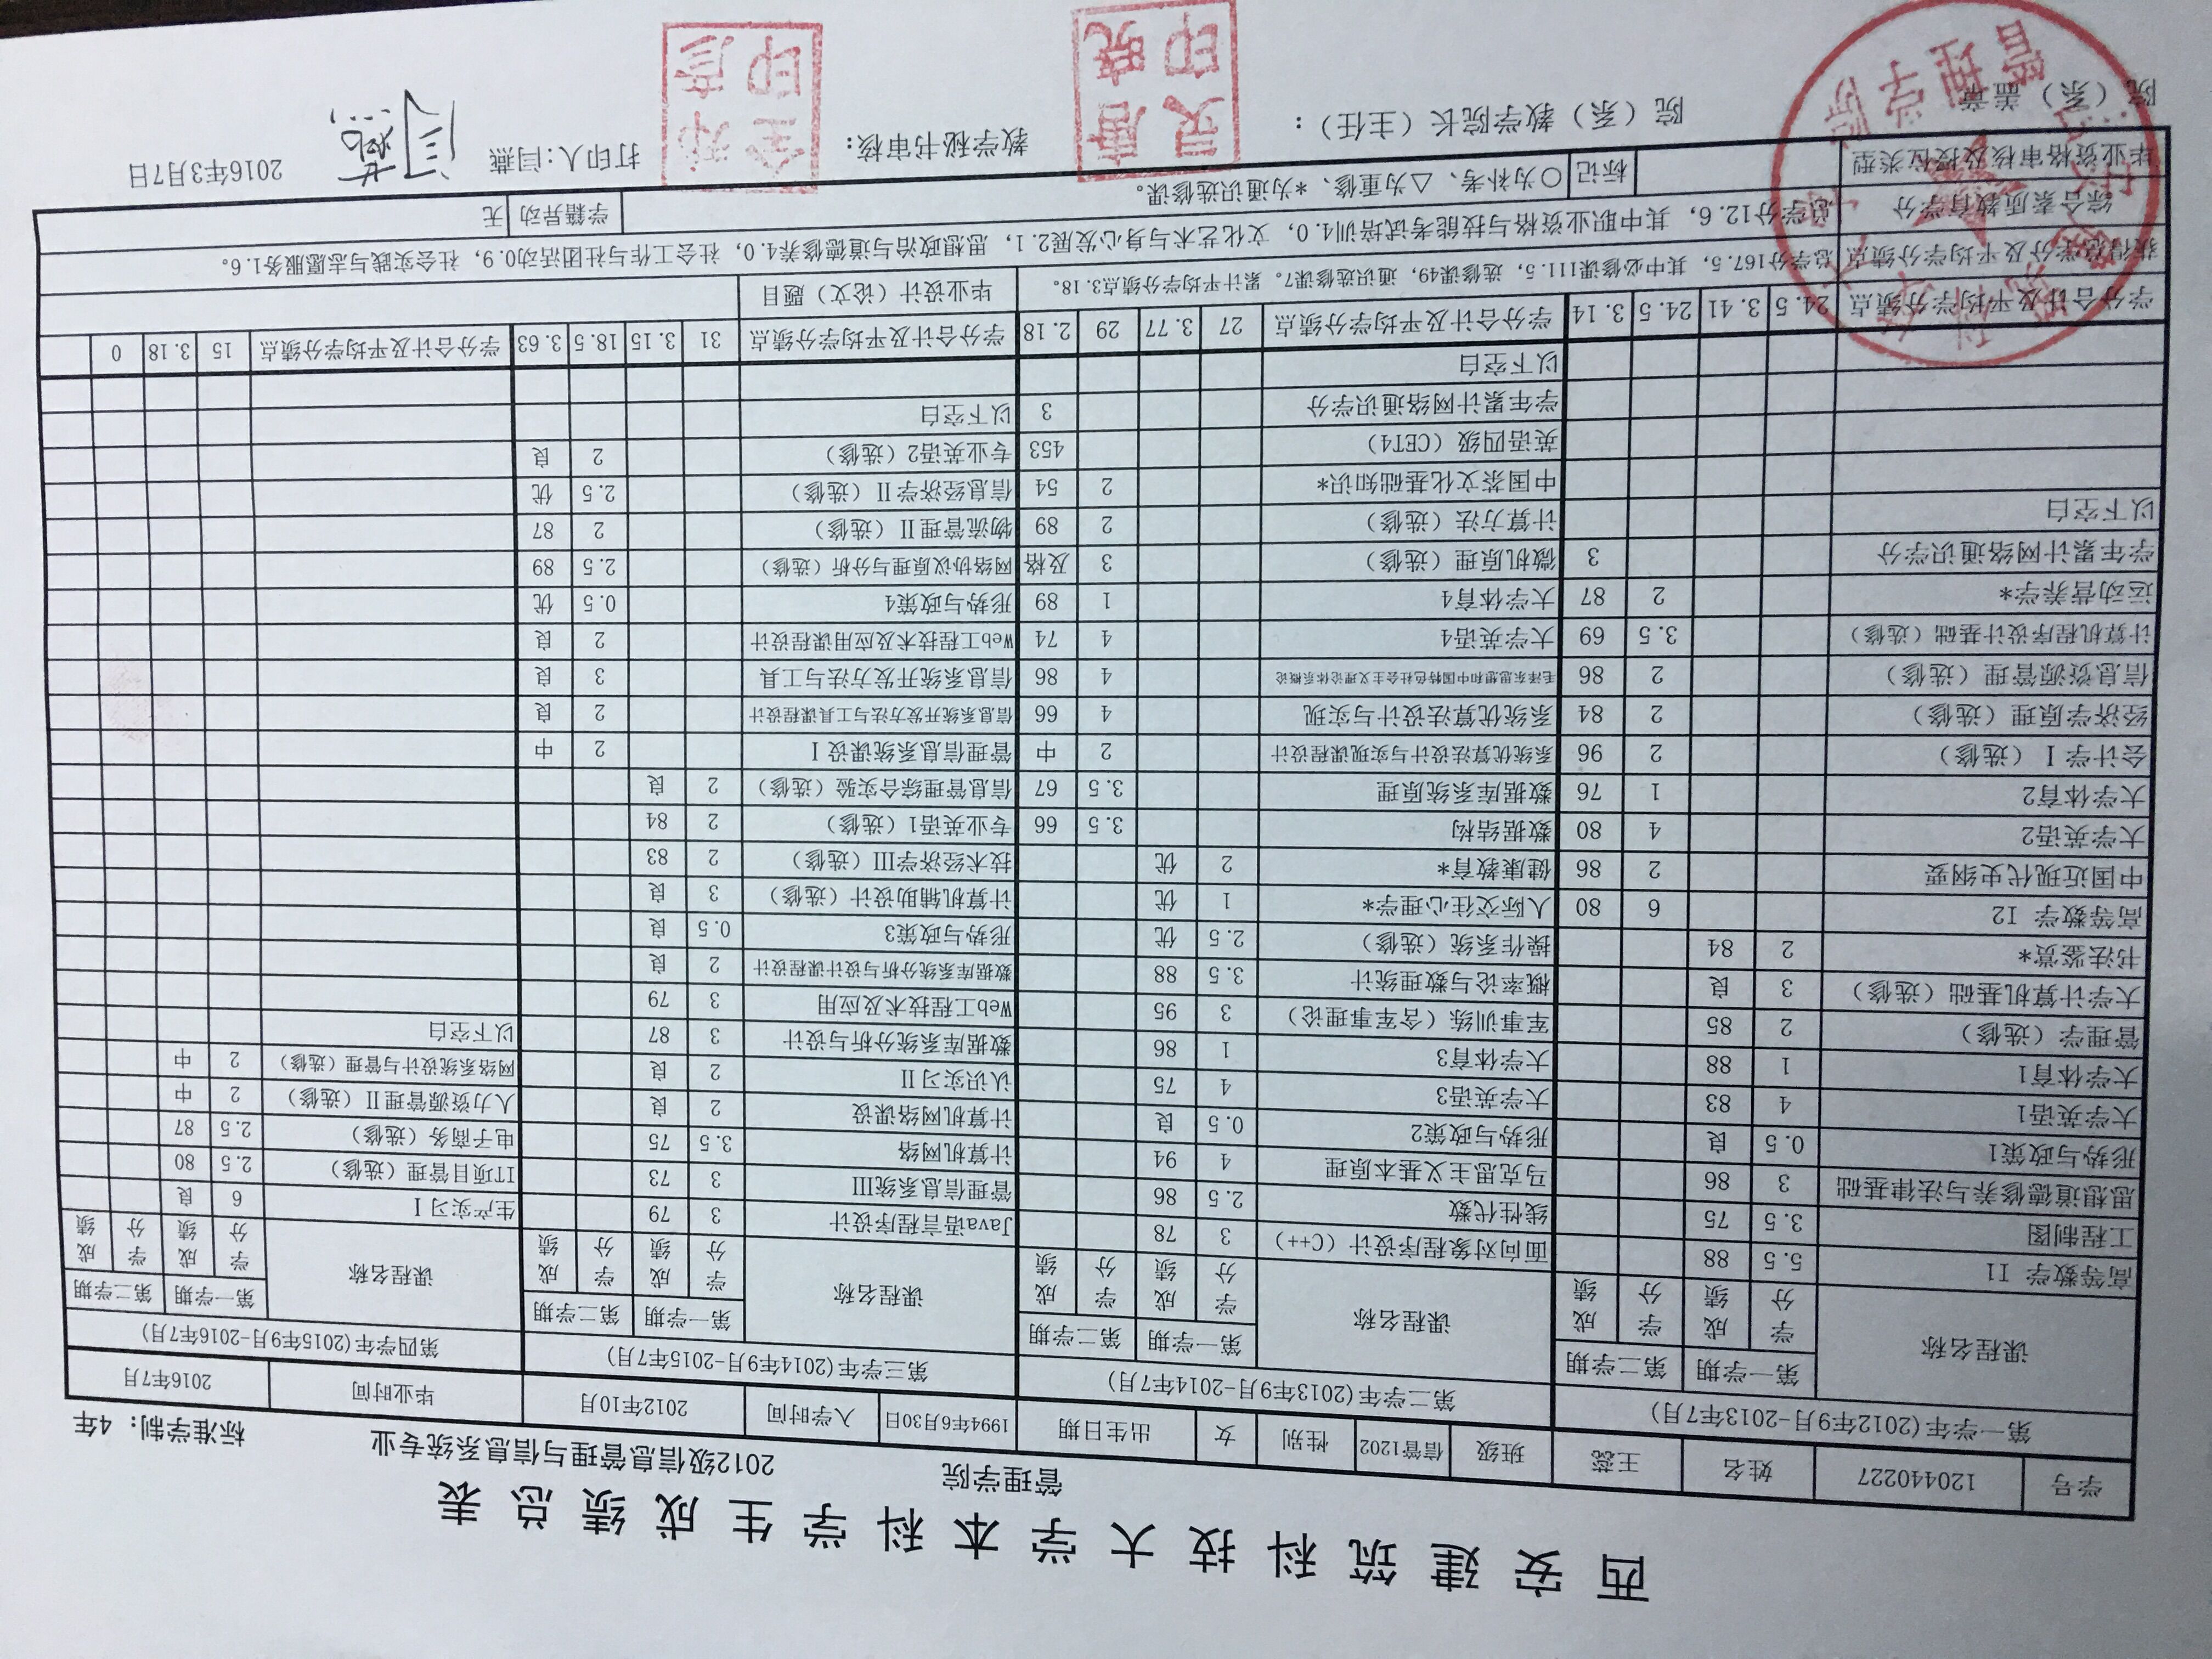 西安建筑科技大学本科学生成绩总表
管理学院 2012级信息管理与信息系统专业 标准学制：4年
学号 120440227 姓名 王蕊 班级 信管1202 性别 女 出生日期 1994年6月30日 入学时间 2012年10月 毕业时间 2016年7月
第一学年(2012年9月-2013年7月) 第二学年(2013年9月-2014年7月) 第三学年(2014年9月-2015年7月) 第四学年(2015年9月-2016年7月)
课程名称 第一学期 第二学期 课程名称 第一学期 第二学期 课程名称 第一学期 第二学期 课程名称 第一学期 第二学期
学分 成绩 学分 成绩 学分 成绩 学分 成绩 学分 成绩 学分 成绩 学分 成绩 学分 成绩
高等数学 I1 5.5 88 面向对象程序设计（C++） 3 78 Java语言程序设计 3 79 生产实习Ⅰ 6 良
工程制图 3.5 75 线性代数 2.5 86 管理信息系统III 3 73 IT项目管理（选修） 2.5 80
思想道德修养与法律基础 3 86 马克思主义基本原理 4 94 计算机网络 3.5 75 电子商务（选修） 2.5 87
形势与政策1 0.5 良 形势与政策2 0.5 良 计算机网络课设 2 良 人力资源管理Ⅱ（选修） 2 中
大学英语1 4 83 大学英语3 4 75 认识实习Ⅱ 2 良 网络系统设计与管理（选修） 2 中
大学体育1 1 88 大学体育3 1 86 数据库系统分析与设计 3 87 以下空白
管理学（选修） 2 85 军事训练（含军事理论） 3 95 Web工程技术及应用 3 79
大学计算机基础（选修） 3 良 概率论与数理统计 3.5 88 数据库系统分析与设计课程设计 2 良
书法鉴赏* 2 84 操作系统（选修） 2.5 优 形势与政策3 0.5 良
高等数学 I2 6 80 人际交往心理学* 1 优 计算机辅助设计（选修） 3 良
中国近现代史纲要 2 86 健康教育* 2 优 技术经济学III（选修） 2 83
大学英语2 4 80 数据结构 3.5 66 专业英语1（选修） 2 84
大学体育2 1 76 数据库系统原理 3.5 67 信息管理综合实验（选修） 2 良
会计学Ⅰ（选修） 2 96 系统优算法设计与实现课程设计 2 中 管理信息系统课设Ⅰ 2 中
经济学原理（选修） 2 84 系统优算法设计与实现 4 66 信息系统开发方法与工具课程设计 2 良
信息资源管理（选修） 2 86 毛泽东思想和中国特色社会主义理论体系概论 4 86 信息系统开发方法与工具 3 良
计算机程序设计基础（选修） 3.5 69 大学英语4 4 74 Web工程技术及应用课程设计 2 良
运动营养学* 2 87 大学体育4 1 89 形势与政策4 0.5 优
学年累计网络通识学分 3 微机原理（选修） 3 及格 网络协议原理与分析（选修） 2.5 89
以下空白 计算方法（选修） 2 89 物流管理Ⅱ（选修） 2 87
中国茶文化基础知识* 2 54 信息经济学Ⅱ（选修） 2.5 优
英语四级（CET4） 453 专业英语2（选修） 2 良
学年累计网络通识学分 3 以下空白
以下空白
学分合计及平均学分绩点 24.5 3.41 24.5 3.14 学分合计及平均学分绩点 27 3.77 29 2.18 学分合计及平均学分绩点 31 3.15 18.5 3.63 学分合计及平均学分绩点 15 3.18 0
获得总学分及平均学分绩点 总学分167.5，其中必修课111.5，选修课49，通识选修课7。累计平均学分绩点3.18。 毕业设计（论文）题目
综合素质教育学分 总学分12.6，其中职业资格与技能考试培训4.0，文化艺术与身心发展2.1，思想政治与道德修养4.0，社会工作与社团活动0.9，社会实践与志愿服务1.6。
毕业资格审核及授位类型 标记 ○为补考、△为重修、*为通识选修课。 学籍异动 无
院（系）盖章 院（系）教学院长（主任）： 教学秘书审核： 打印人：闫燕 闫燕 2016年3月7日
管理学院
唐晓灵印